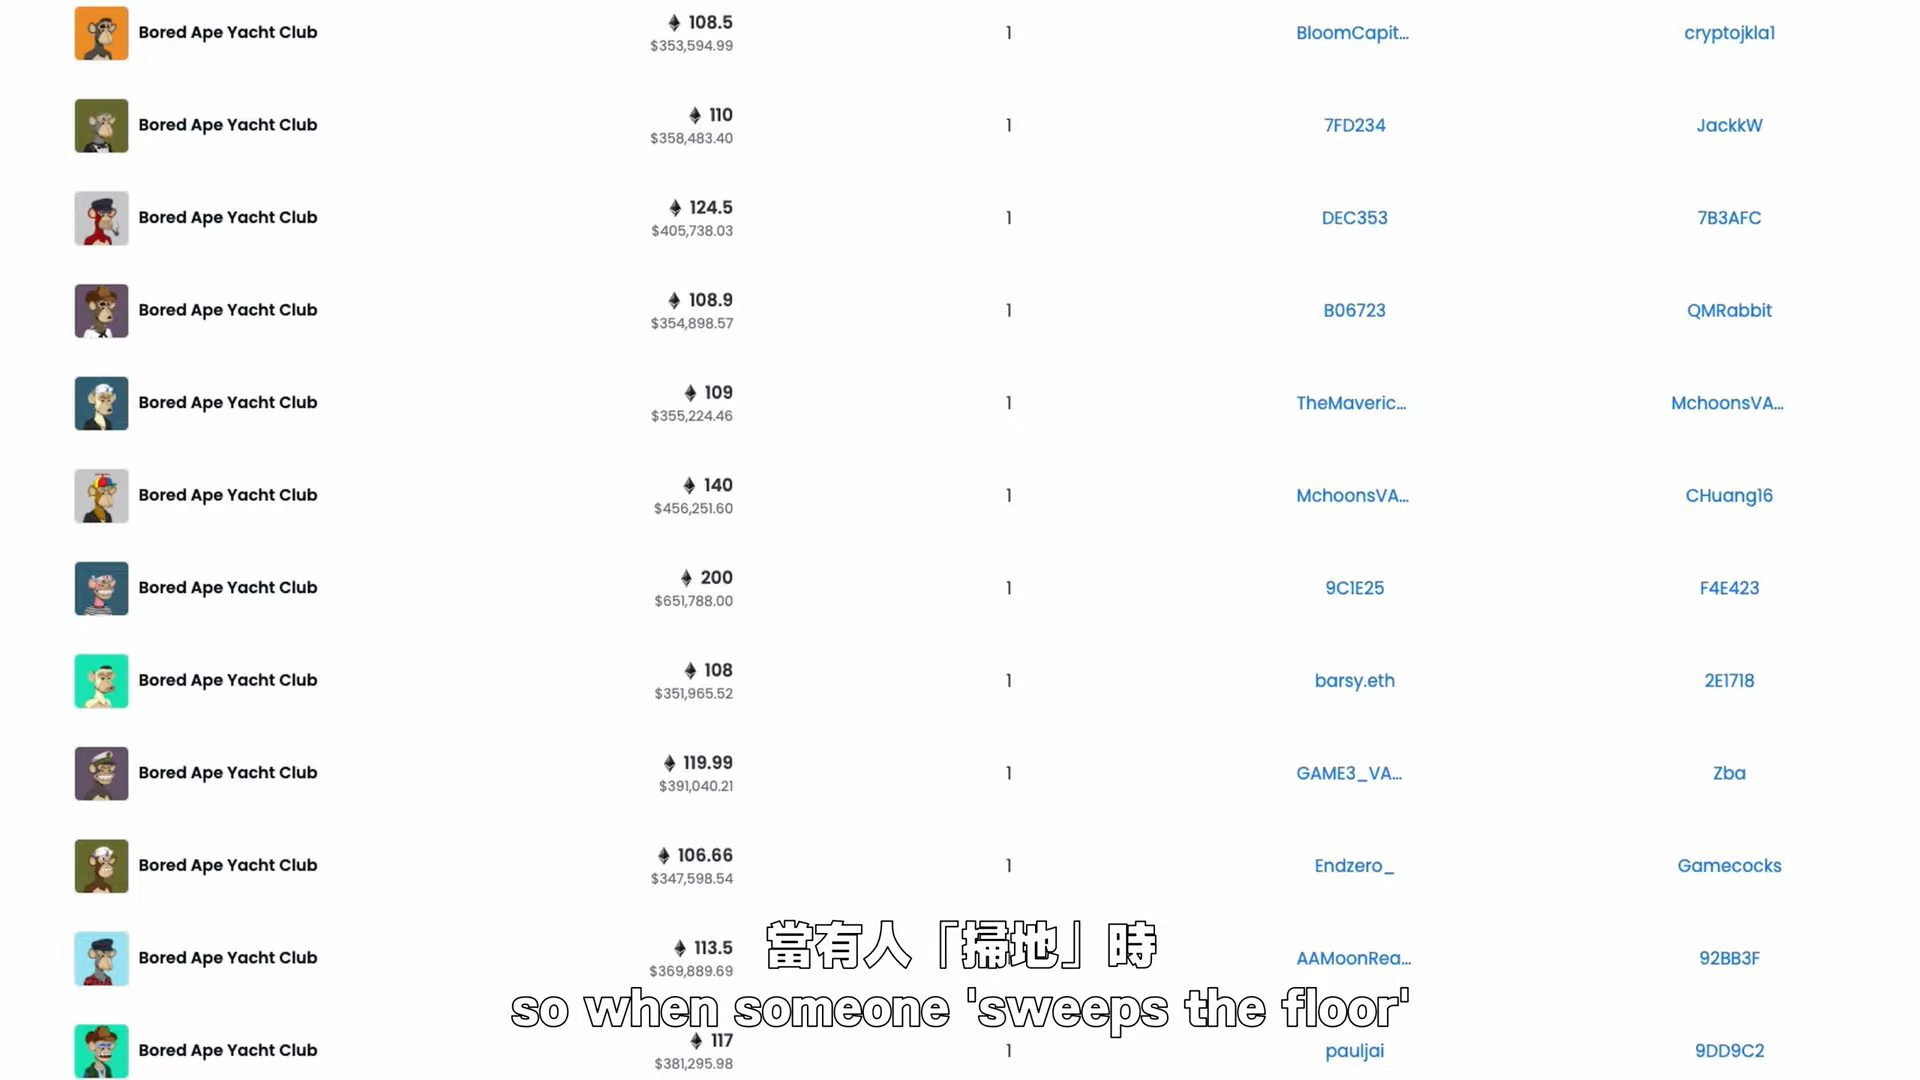 Bored Ape Yacht Club 108.5 1 BloomCapit... cryptojkla1
$353,594.99
Bored Ape Yacht Club 110 1 7FD234 JackkW
$358,483.40
Bored Ape Yacht Club 124.5 1 DEC353 7B3AFC
$405,738.03
Bored Ape Yacht Club 108.9 1 B06723 QMRabbit
$354,898.57
Bored Ape Yacht Club 109 1 TheMaveric... MchoonsVA...
$355,224.46
Bored Ape Yacht Club 140 1 MchoonsVA... CHuang16
$456,251.60
Bored Ape Yacht Club 200 1 9C1E25 F4E423
$651,788.00
Bored Ape Yacht Club 108 1 barsy.eth 2E1718
$351,965.52
Bored Ape Yacht Club 119.99 1 GAME3_VA... Zba
$391,040.21
Bored Ape Yacht Club 106.66 1 Endzero_ Gamecocks
$347,598.54
Bored Ape Yacht Club 113.5 1 AAMoonRea... 92BB3F
$369,889.69
Bored Ape Yacht Club 117 1 pauljai 9DD9C2
$381,295.98
當有人「掃地」時
so when someone 'sweeps the floor'